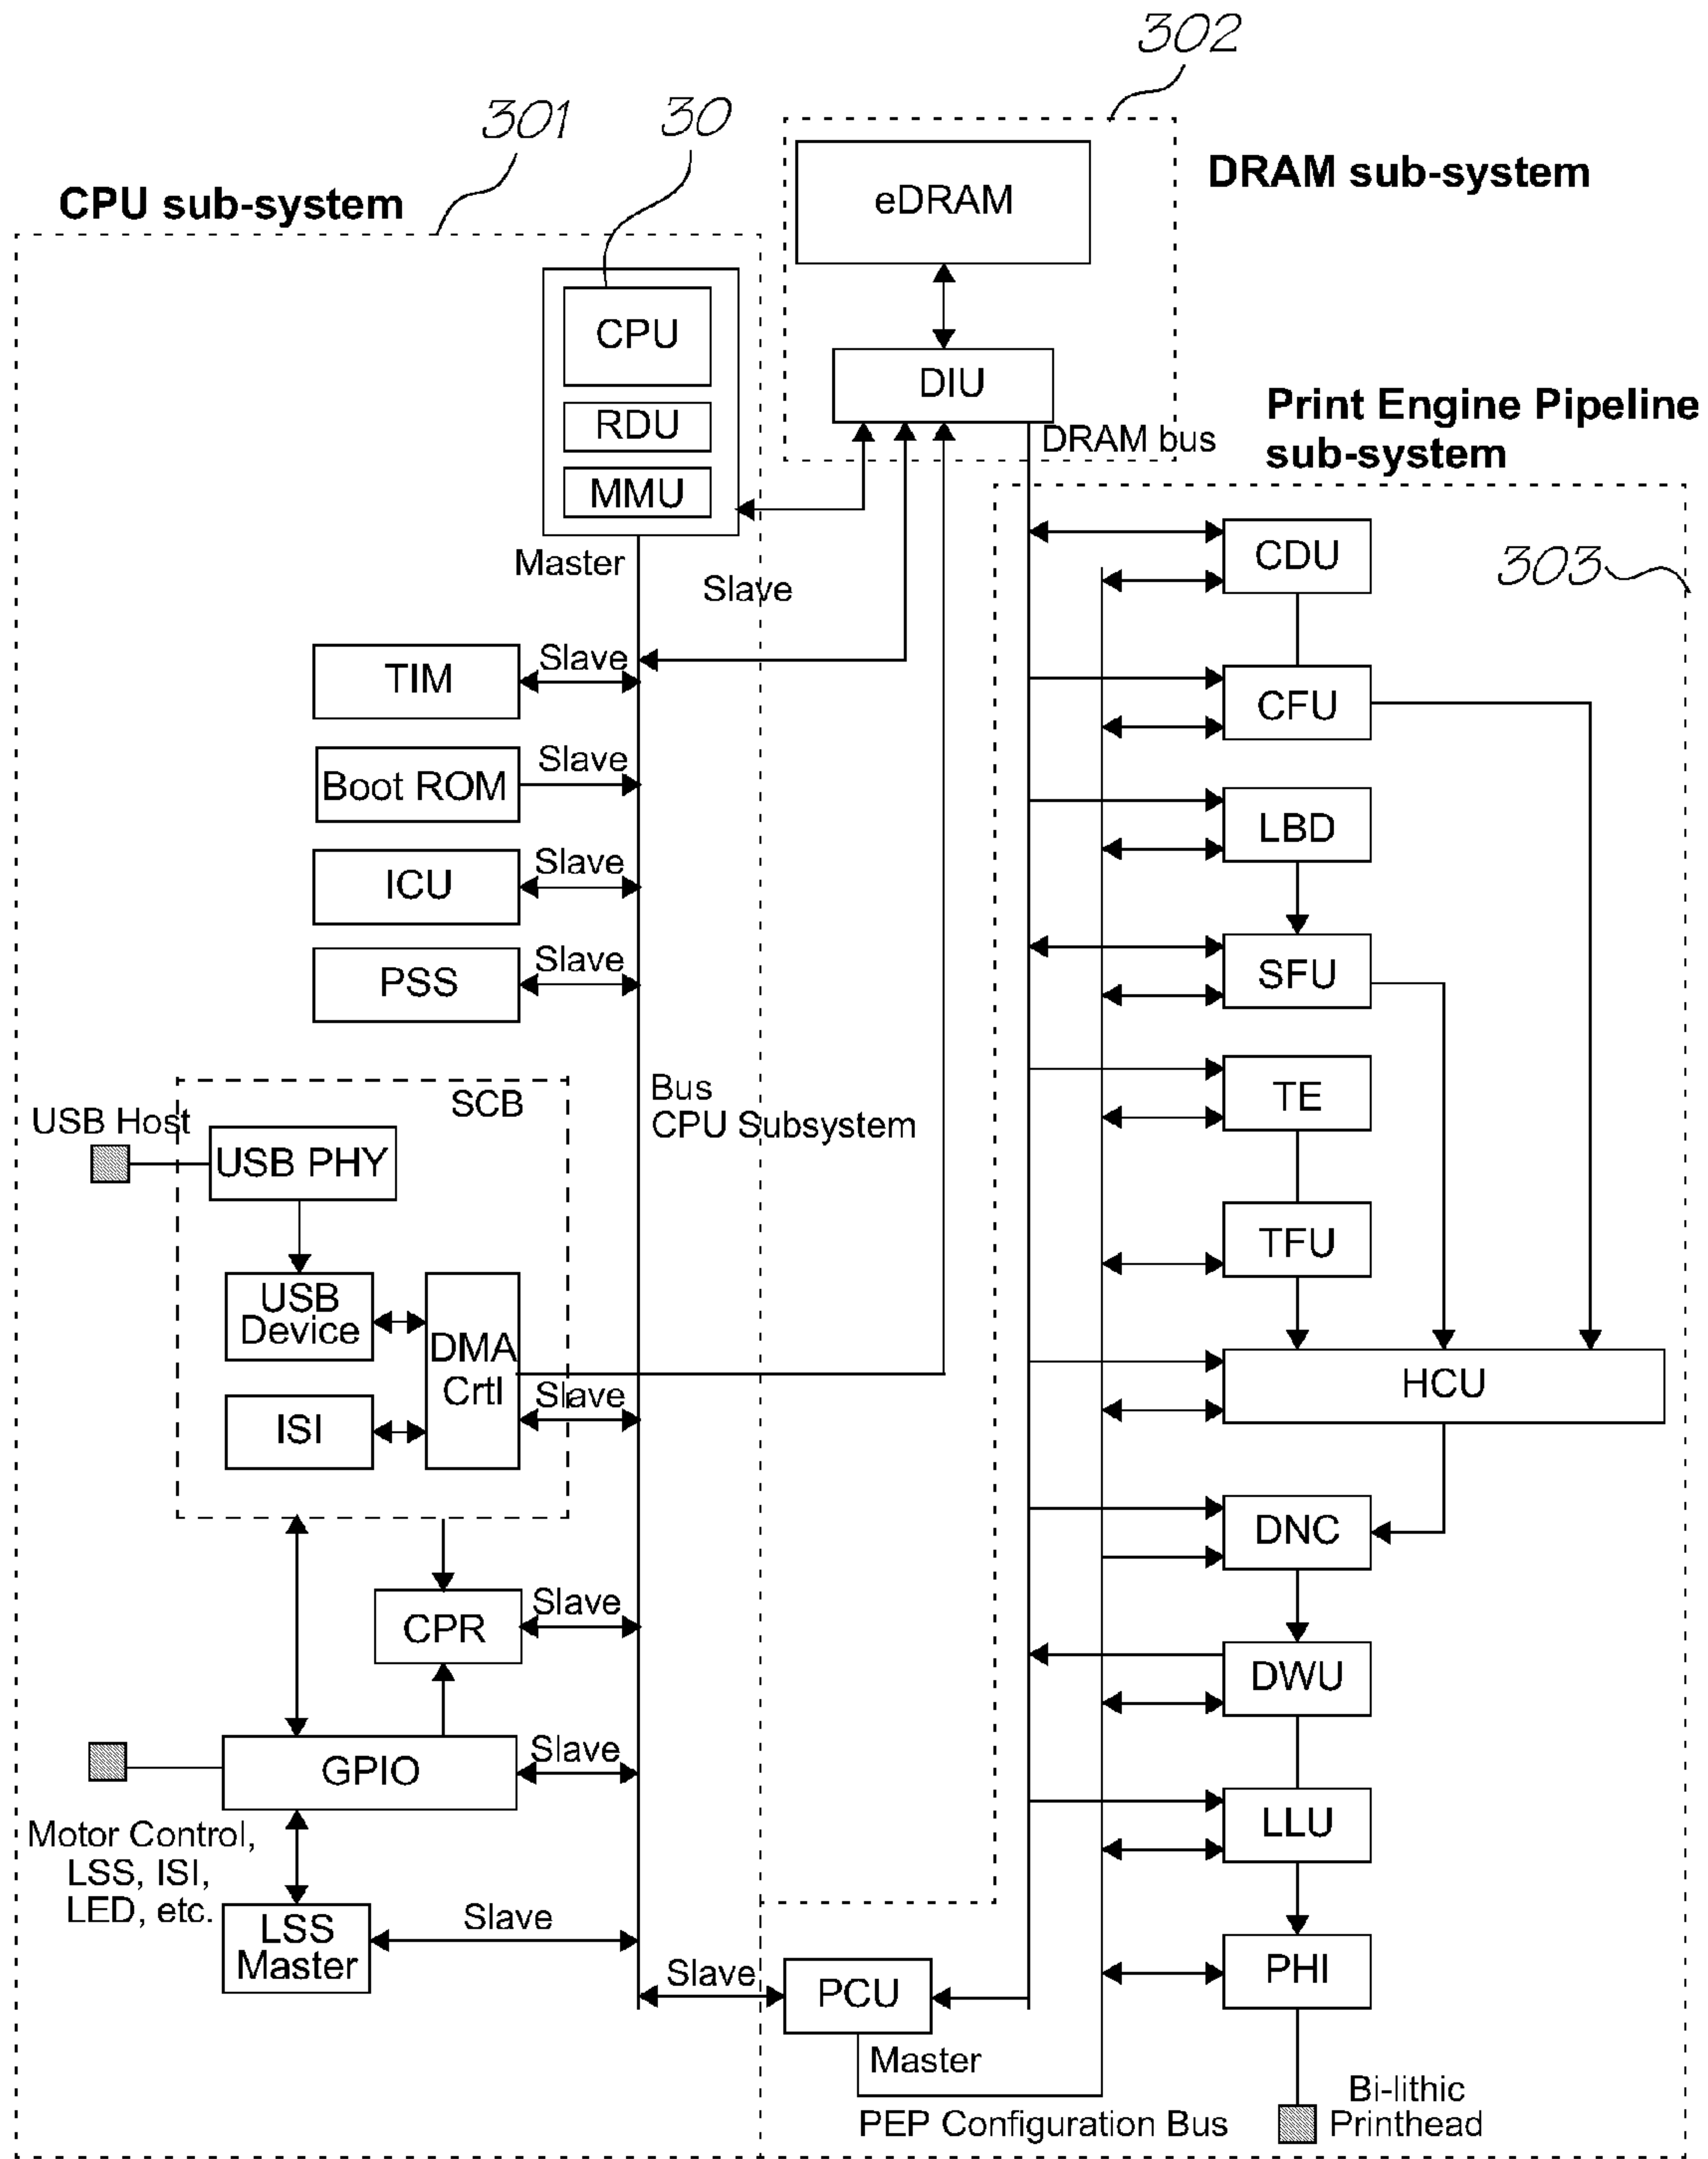 302
301
30
DRAM sub-system
CPU sub-system
eDRAM
CPU
DIU
RDU
MMU
DRAM bus
Print Engine Pipeline
sub-system
Master
Slave
CDU
303
TIM
Slave
CFU
Boot ROM
Slave
LBD
ICU
Slave
PSS
Slave
SFU
SCB
Bus
CPU Subsystem
TE
USB Host
USB PHY
TFU
USB
Device
DMA
Crtl
Slave
HCU
ISI
DNC
CPR
Slave
DWU
GPIO
Slave
Motor Control,
LSS, ISI,
LED, etc.
LLU
LSS
Master
Slave
Slave
PCU
PHI
Master
PEP Configuration Bus
Bi-lithic
Printhead